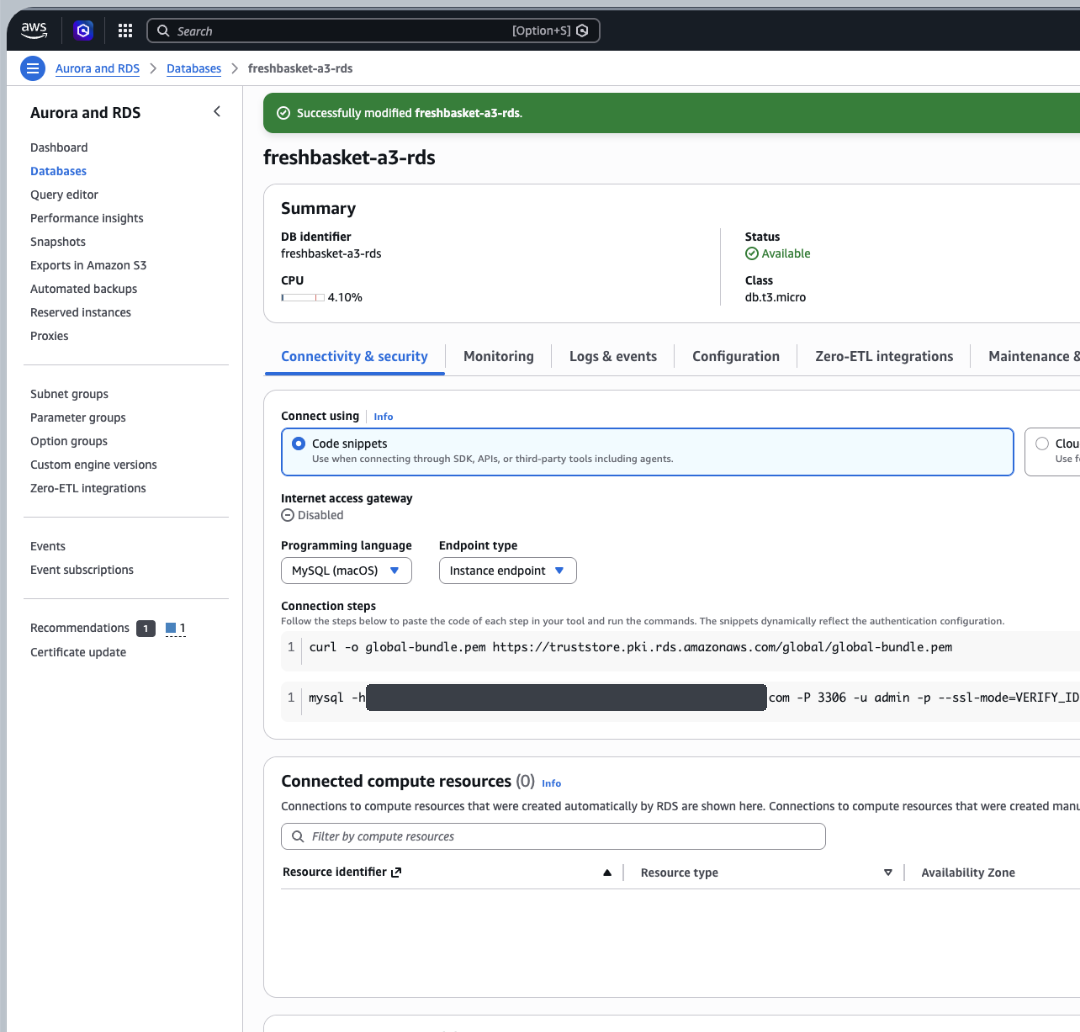 aws
Search [Option+S]
Aurora and RDS > Databases > freshbasket-a3-rds
Aurora and RDS
Dashboard
Databases
Query editor
Performance insights
Snapshots
Exports in Amazon S3
Automated backups
Reserved instances
Proxies
Subnet groups
Parameter groups
Option groups
Custom engine versions
Zero-ETL integrations
Events
Event subscriptions
Recommendations 1 1
Certificate update
Successfully modified freshbasket-a3-rds.
freshbasket-a3-rds
Summary
DB identifier
freshbasket-a3-rds
CPU
4.10%
Status
Available
Class
db.t3.micro
Connectivity & security Monitoring Logs & events Configuration Zero-ETL integrations Maintenance &
Connect using Info
Code snippets
Use when connecting through SDK, APIs, or third-party tools including agents.
Clou
Use f
Internet access gateway
Disabled
Programming language
MySQL (macOS)
Endpoint type
Instance endpoint
Connection steps
Follow the steps below to paste the code of each step in your tool and run the commands. The snippets dynamically reflect the authentication configuration.
1 curl -o global-bundle.pem https://truststore.pki.rds.amazonaws.com/global/global-bundle.pem
1 mysql -h com -P 3306 -u admin -p --ssl-mode=VERIFY_ID
Connected compute resources (0) Info
Connections to compute resources that were created automatically by RDS are shown here. Connections to compute resources that were created manu
Filter by compute resources
Resource identifier Resource type Availability Zone